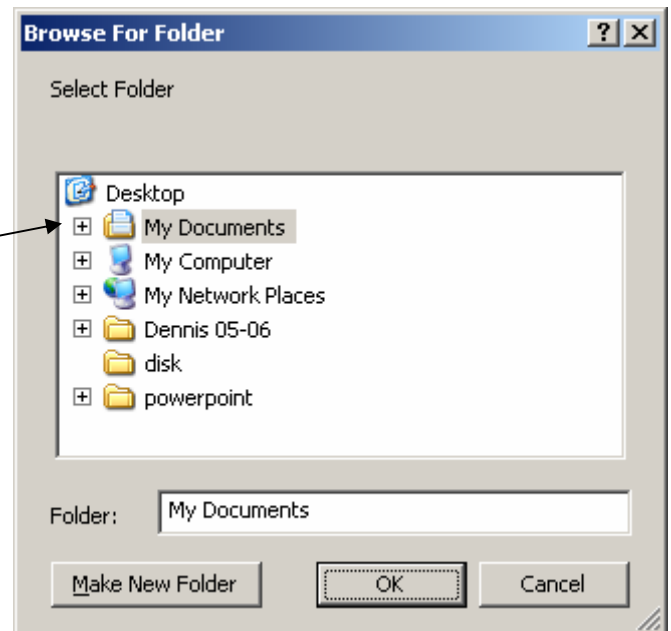 Browse For Folder
Select Folder
Desktop
My Documents
My Computer
My Network Places
Dennis 05-06
disk
powerpoint
Folder: My Documents
Make New Folder OK Cancel